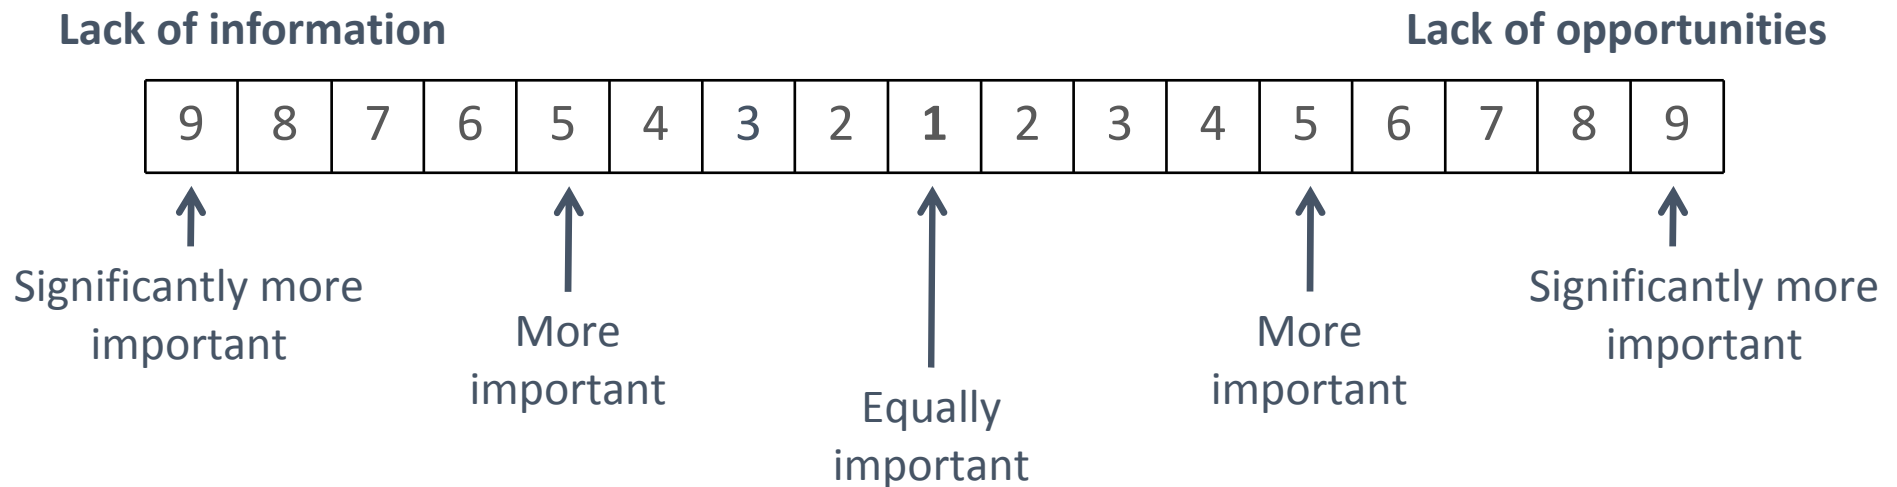 Lack of information
Lack of opportunities
9 8 7 6 5 4 3 2 1 2 3 4 5 6 7 8 9
Significantly more
important
More
important
Equally
important
More
important
Significantly more
important